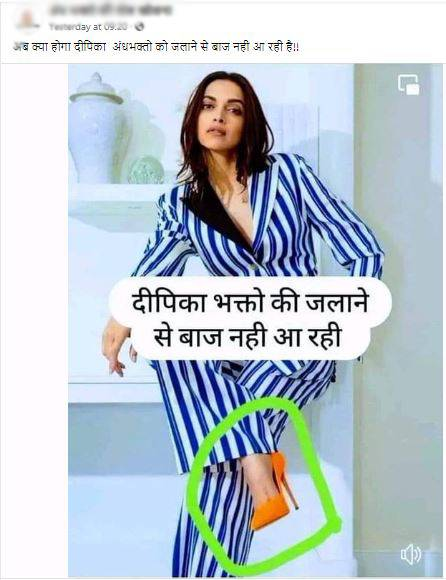 Yesterday at 09:20
अब क्या होगा दीपिका अंधभक्तो को जलाने से बाज नही आ रही है!!
दीपिका भक्तो की जलाने
से बाज नही आ रही